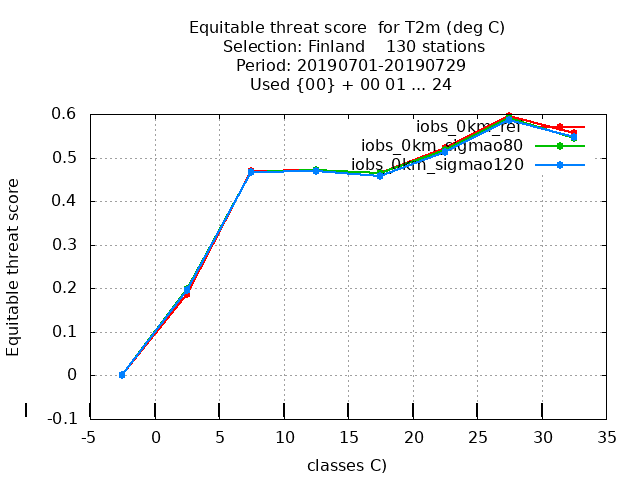 Equitable threat score for T2m (deg C)
Selection: Finland 130 stations
Period: 20190701-20190729
Used {00} + 00 01 ... 24
iobs_0km_ref
iobs_0km_sigmao80
iobs_0km_sigmao120
Equitable threat score
0.6
0.5
0.4
0.3
0.2
0.1
0
-0.1
-5 0 5 10 15 20 25 30 35
classes C)